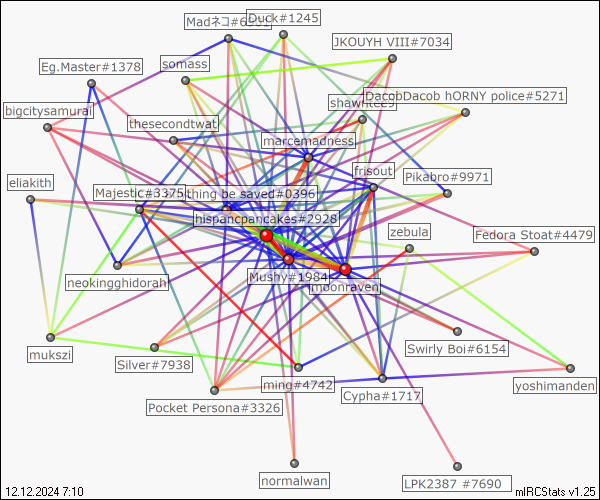 Madネコ#6
Duck#1245
JKOUYH VIII#7034
somass
Eg.Master#1378
DacobDacob hORNY police#5271
bigcitysamurai
shawntee
thesecondtwat
marcemadness
frisout
Pikabro#9971
eliakith
Majestic#3375
thing be saved#0396
hispancpancakes#2928
zebula
Fedora Stoat#4479
neokingghidorah
Mushy#1984
moonraven
mukszi
Silver#7938
Swirly Boi#6154
ming#4742
yoshimanden
Cypha#1717
Pocket Persona#3326
normalwan
LPK2387 #7690
12.12.2024 7:10
mIRCStats v1.25